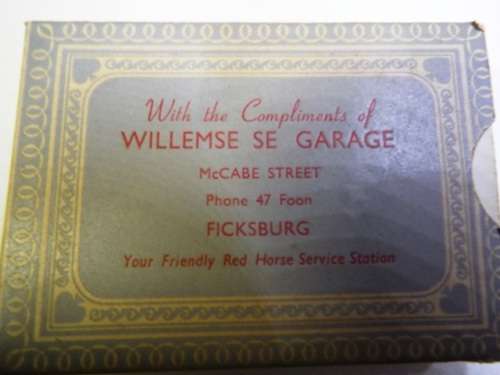 With the Compliments of
WILLEMSE SE GARAGE
McCABE STREET
Phone 47 Foon
FICKSBURG
Your Friendly Red Horse Service Station